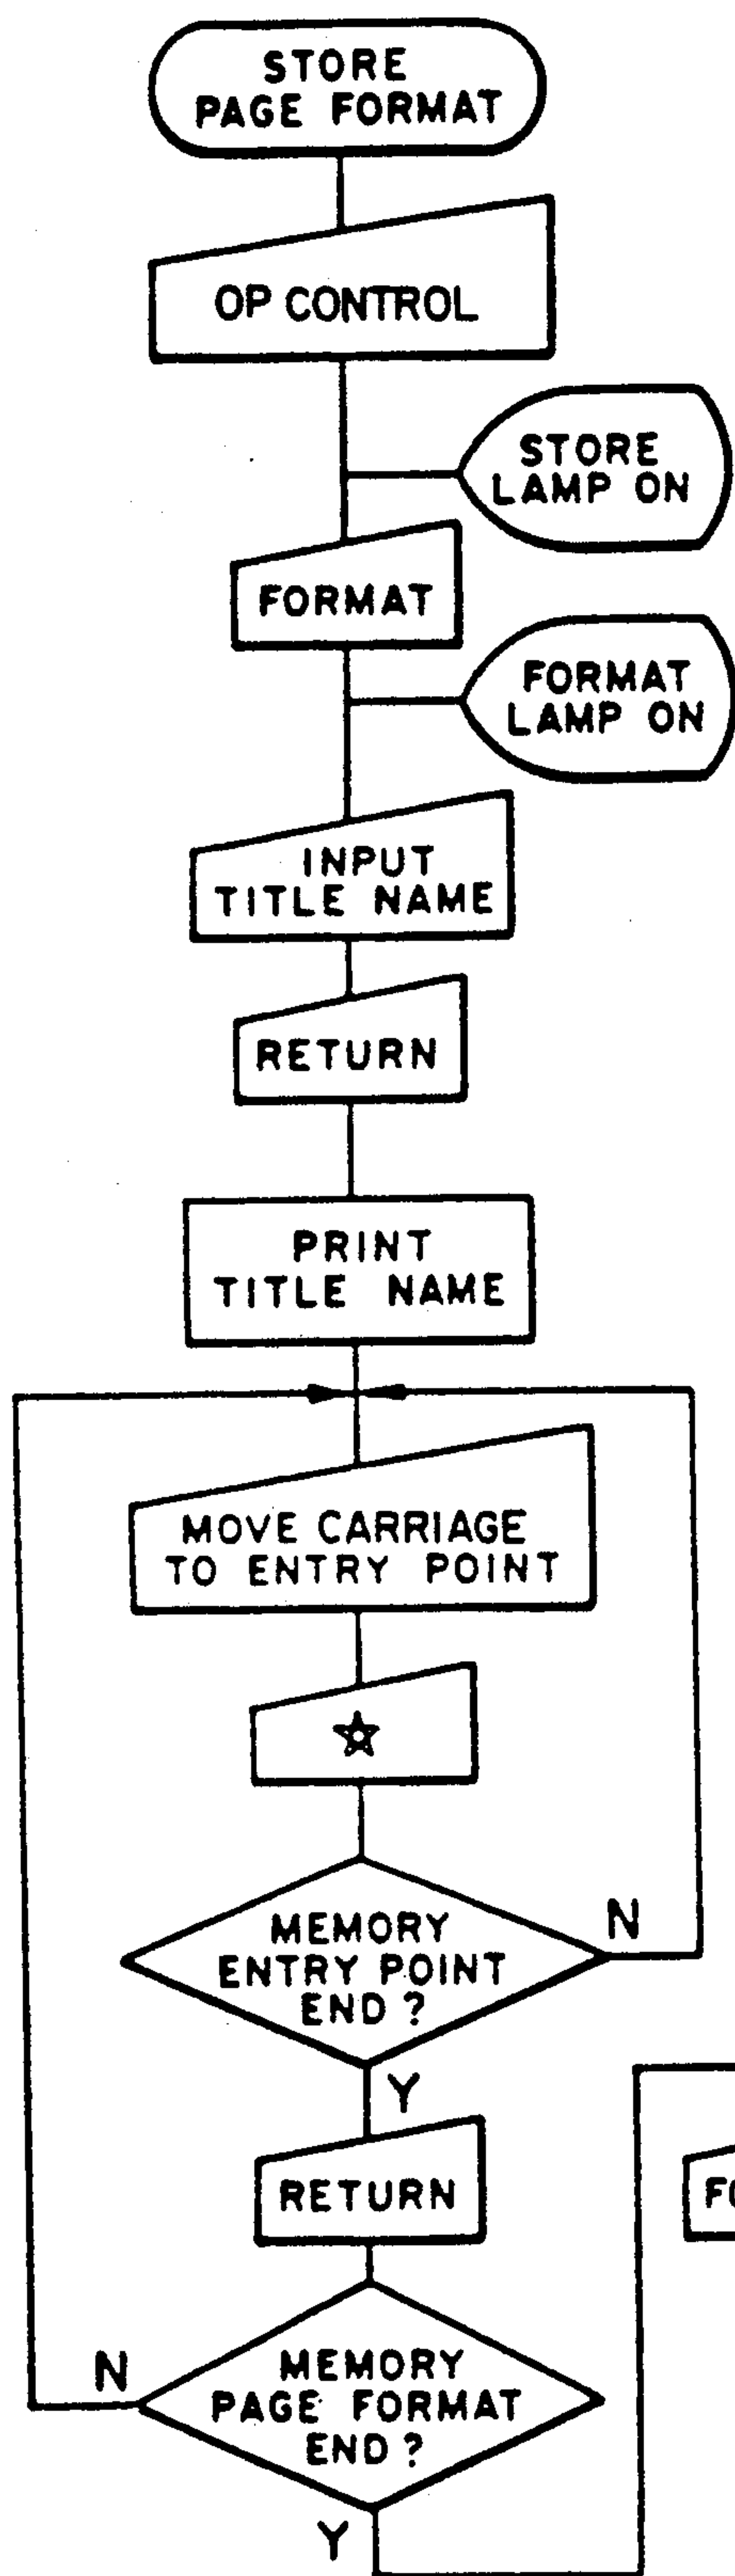 STORE
PAGE FORMAT
OP CONTROL
STORE
LAMP ON
FORMAT
FORMAT
LAMP ON
INPUT
TITLE NAME
RETURN
PRINT
TITLE NAME
MOVE CARRIAGE
TO ENTRY POINT
☆
MEMORY
ENTRY POINT
END ?
N
Y
RETURN
MEMORY
PAGE FORMAT
END ?
N
Y